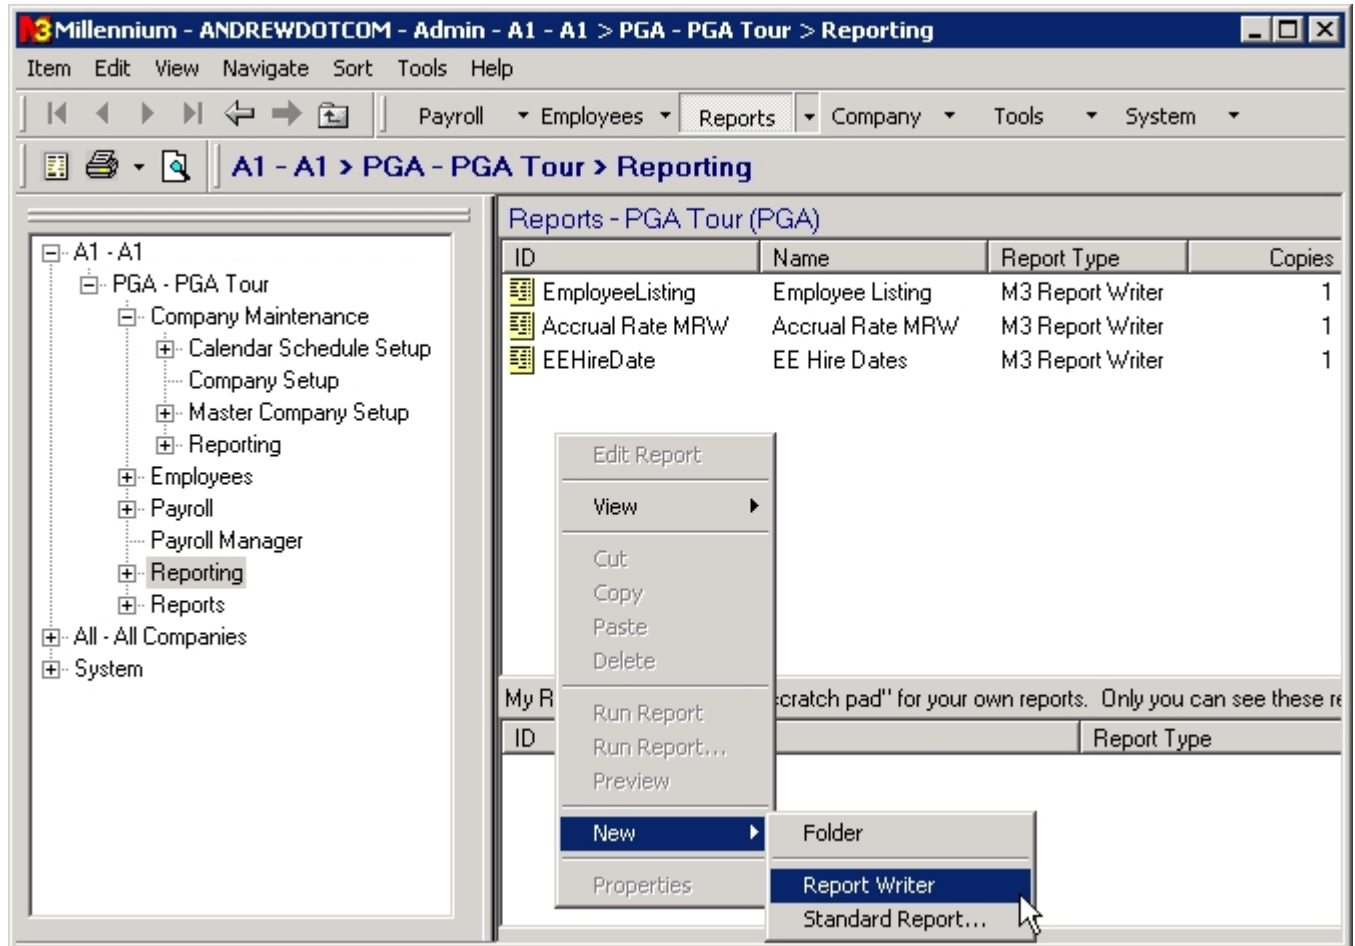 Millennium - ANDREWDOTCOM - Admin - A1 - A1 > PGA - PGA Tour > Reporting
Item Edit View Navigate Sort Tools Help
Payroll Employees Reports Company Tools System
A1 - A1 > PGA - PGA Tour > Reporting
A1 - A1
PGA - PGA Tour
Company Maintenance
Calendar Schedule Setup
Company Setup
Master Company Setup
Reporting
Employees
Payroll
Payroll Manager
Reporting
Reports
All - All Companies
System
Reports - PGA Tour (PGA)
ID Name Report Type Copies
EmployeeListing Employee Listing M3 Report Writer 1
Accrual Rate MRW Accrual Rate MRW M3 Report Writer 1
EEHireDate EE Hire Dates M3 Report Writer 1
My R cratch pad" for your own reports. Only you can see these re
ID Report Type
Edit Report
View
Cut
Copy
Paste
Delete
Run Report
Run Report...
Preview
New
Properties
Folder
Report Writer
Standard Report...